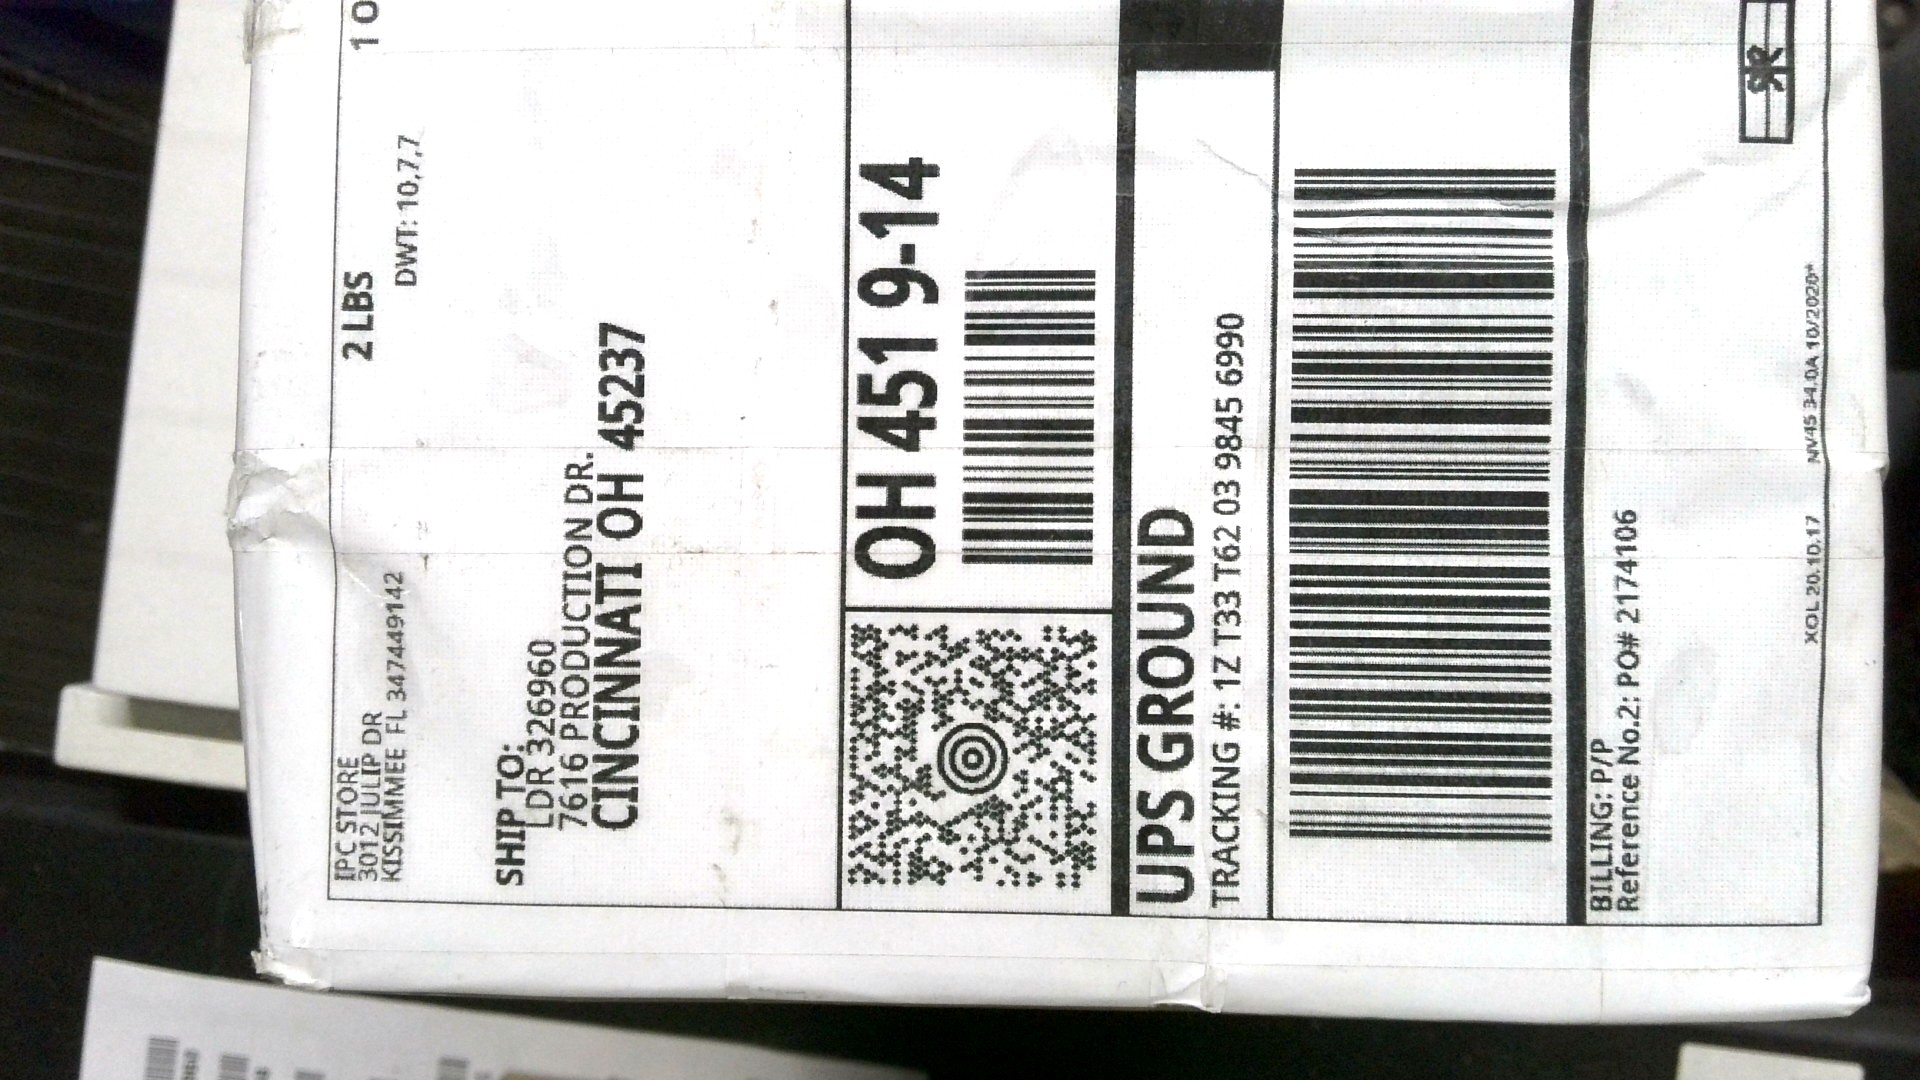 IPC STORE
3012 JULIP DR
KISSIMMEE FL 347449142
2 LBS
1 O
DWT: 10,7,7
SHIP TO:
LDR 326960
7616 PRODUCTION DR.
CINCINNATI OH 45237
OH 451 9-14
UPS GROUND
TRACKING #: 1Z T33 T62 03 9845 6990
BILLING: P/P
Reference No.2: PO# 2174106
XOL 20.10.17
NV45 34.0A 10/2020*